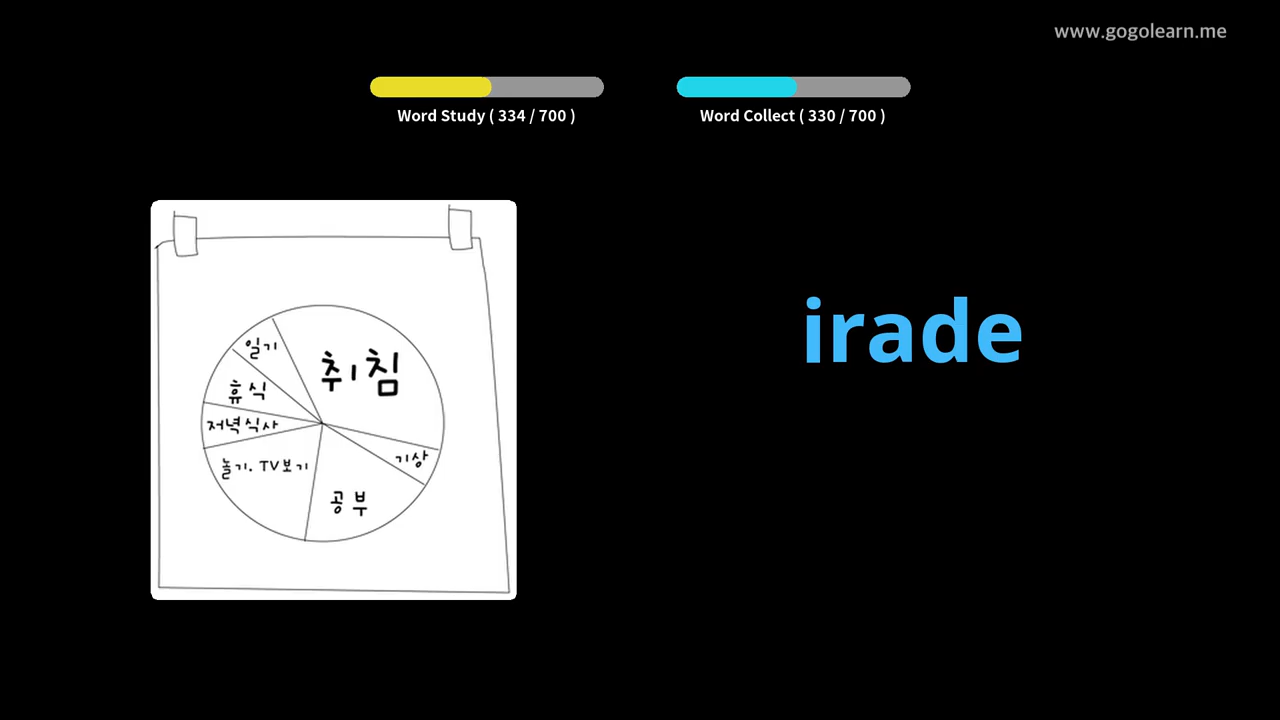 www.gogolearn.me
Word Study ( 334 / 700 )
Word Collect ( 330 / 700 )
일기
취침
휴식
저녁식사
놀기. TV보기
기상
공부
irade